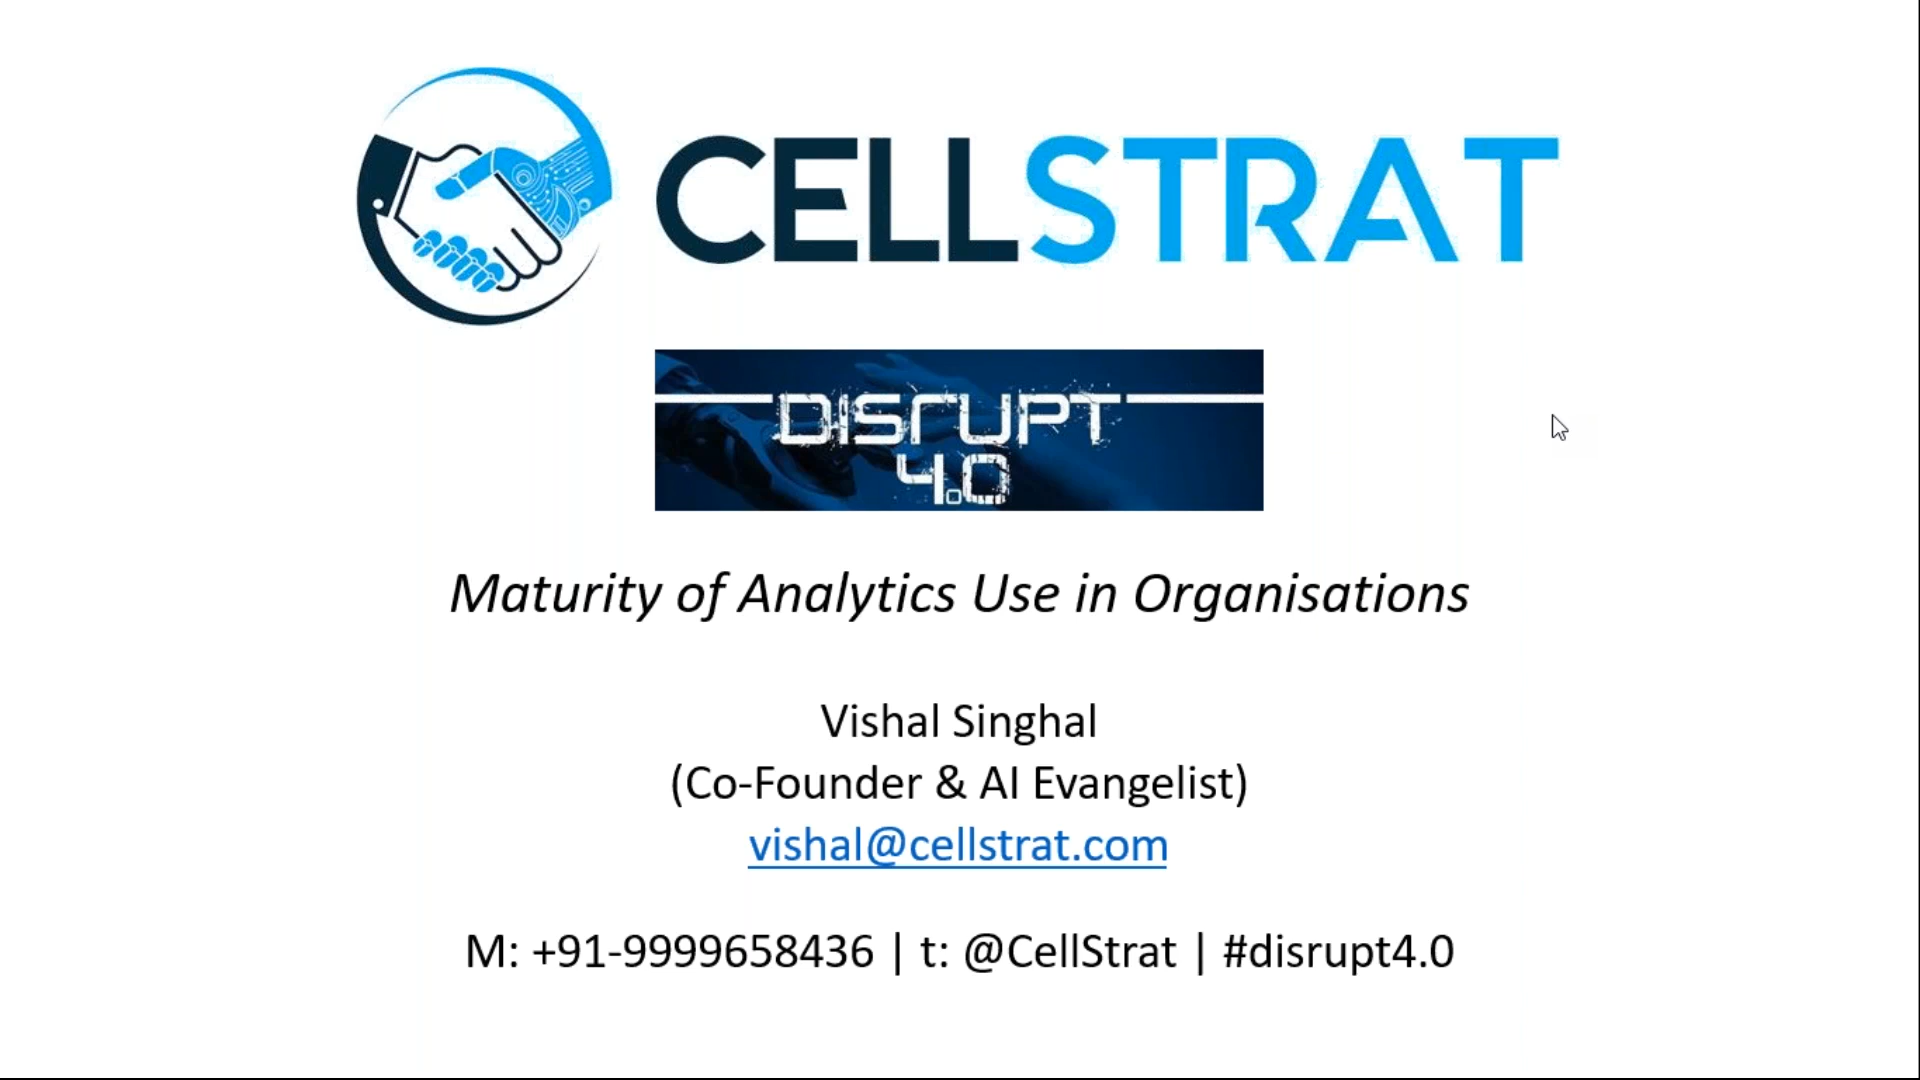 CELLSTRAT
DISRUPT
4.0
Maturity of Analytics Use in Organisations
Vishal Singhal
(Co-Founder & AI Evangelist)
vishal@cellstrat.com
M: +91-9999658436 | t: @CellStrat | #disrupt4.0